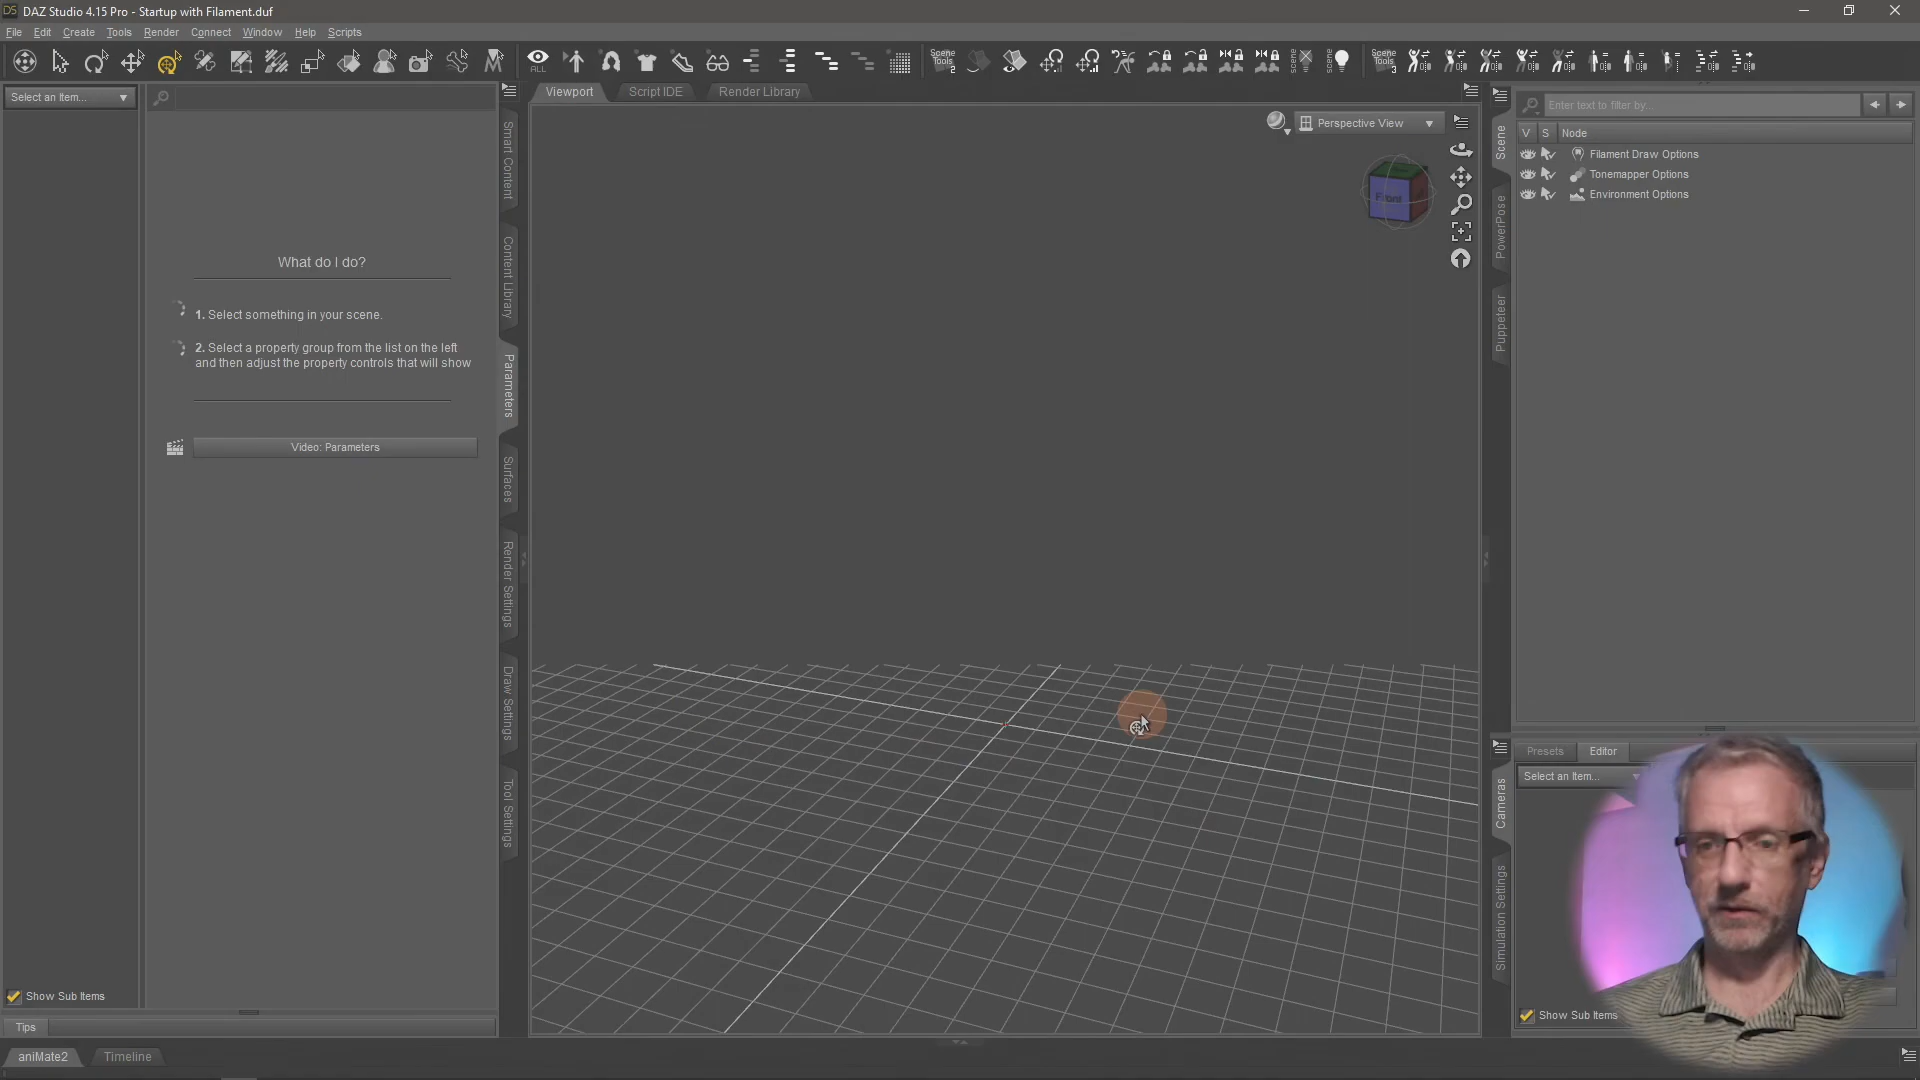 DAZ Studio 4.15 Pro - Startup with Filament.duf
File Edit Create Tools Render Connect Window Help Scripts
ALL
Scene Tools 2
scene
scene
Scene Tools 3
Select an Item...
What do I do?
1. Select something in your scene.
2. Select a property group from the list on the left
and then adjust the property controls that will show
Video: Parameters
Show Sub Items
Tips
aniMate2 Timeline
Smart Content
Content Library
Parameters
Surfaces
Render Settings
Draw Settings
Tool Settings
Viewport Script IDE Render Library
Perspective View
Front
Scene
PowerPose
Puppeteer
Enter text to filter by...
V S Node
Filament Draw Options
Tonemapper Options
Environment Options
Cameras
Simulation Settings
Presets Editor
Select an Item...
Show Sub Items